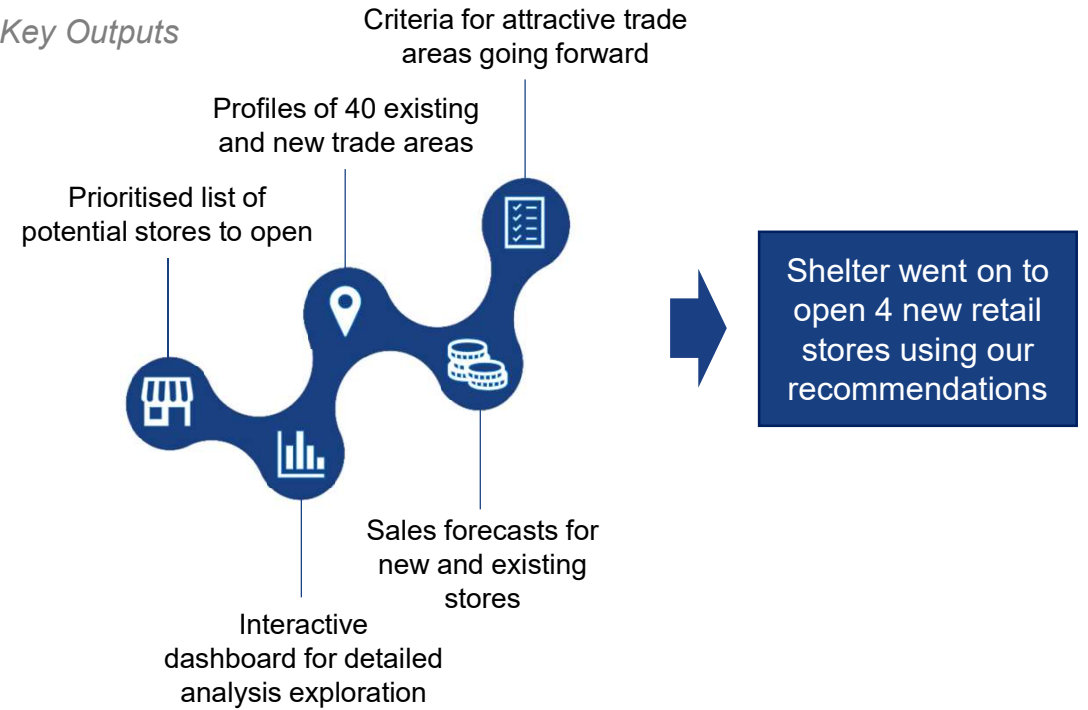 Key Outputs
Criteria for attractive trade
areas going forward
Profiles of 40 existing
and new trade areas
Prioritised list of
potential stores to open
Shelter went on to
open 4 new retail
stores using our
recommendations
Sales forecasts for
new and existing
stores
Interactive
dashboard for detailed
analysis exploration